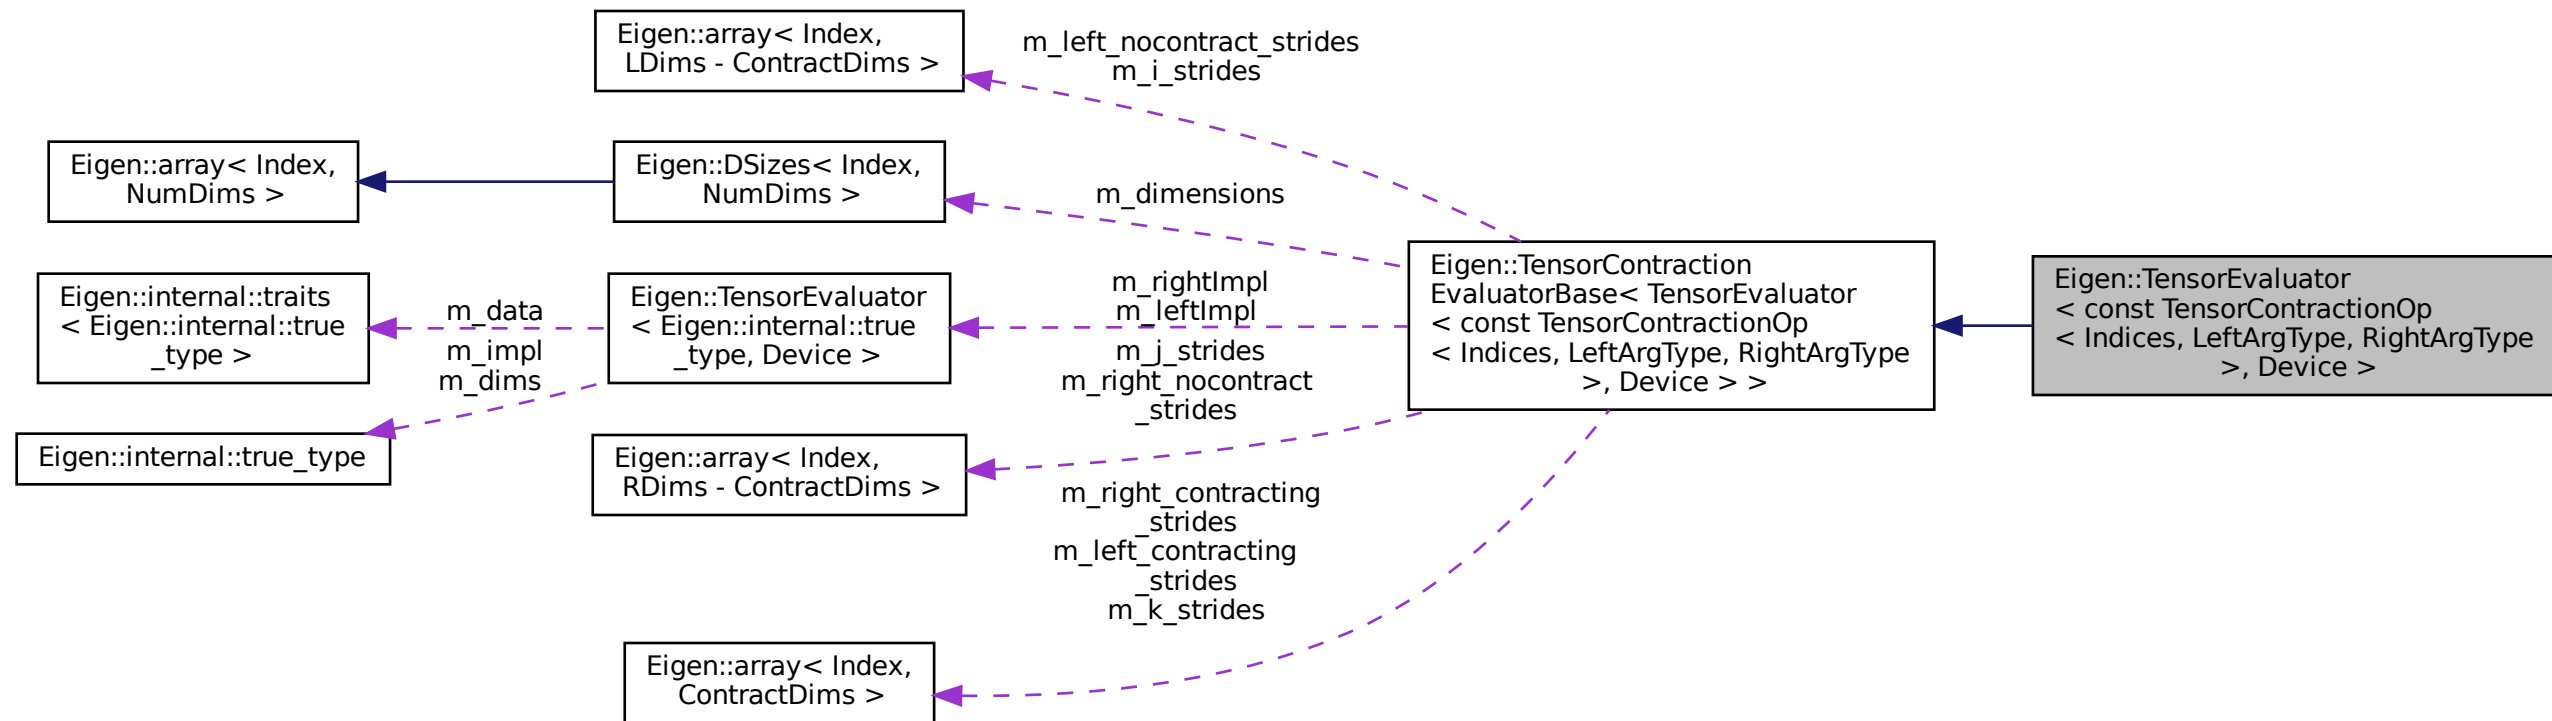 Eigen::array< Index,
LDims - ContractDims >
m_left_nocontract_strides
m_i_strides
Eigen::array< Index,
NumDims >
Eigen::DSizes< Index,
NumDims >
m_dimensions
Eigen::internal::traits
< Eigen::internal::true
_type >
m_data
Eigen::TensorEvaluator
< Eigen::internal::true
_type, Device >
m_rightImpl
m_leftImpl
Eigen::TensorContraction
EvaluatorBase< TensorEvaluator
< const TensorContractionOp
< Indices, LeftArgType, RightArgType
>, Device > >
Eigen::TensorEvaluator
< const TensorContractionOp
< Indices, LeftArgType, RightArgType
>, Device >
m_impl
m_dims
Eigen::internal::true_type
m_j_strides
m_right_nocontract
_strides
Eigen::array< Index,
RDims - ContractDims >
m_right_contracting
_strides
m_left_contracting
_strides
m_k_strides
Eigen::array< Index,
ContractDims >